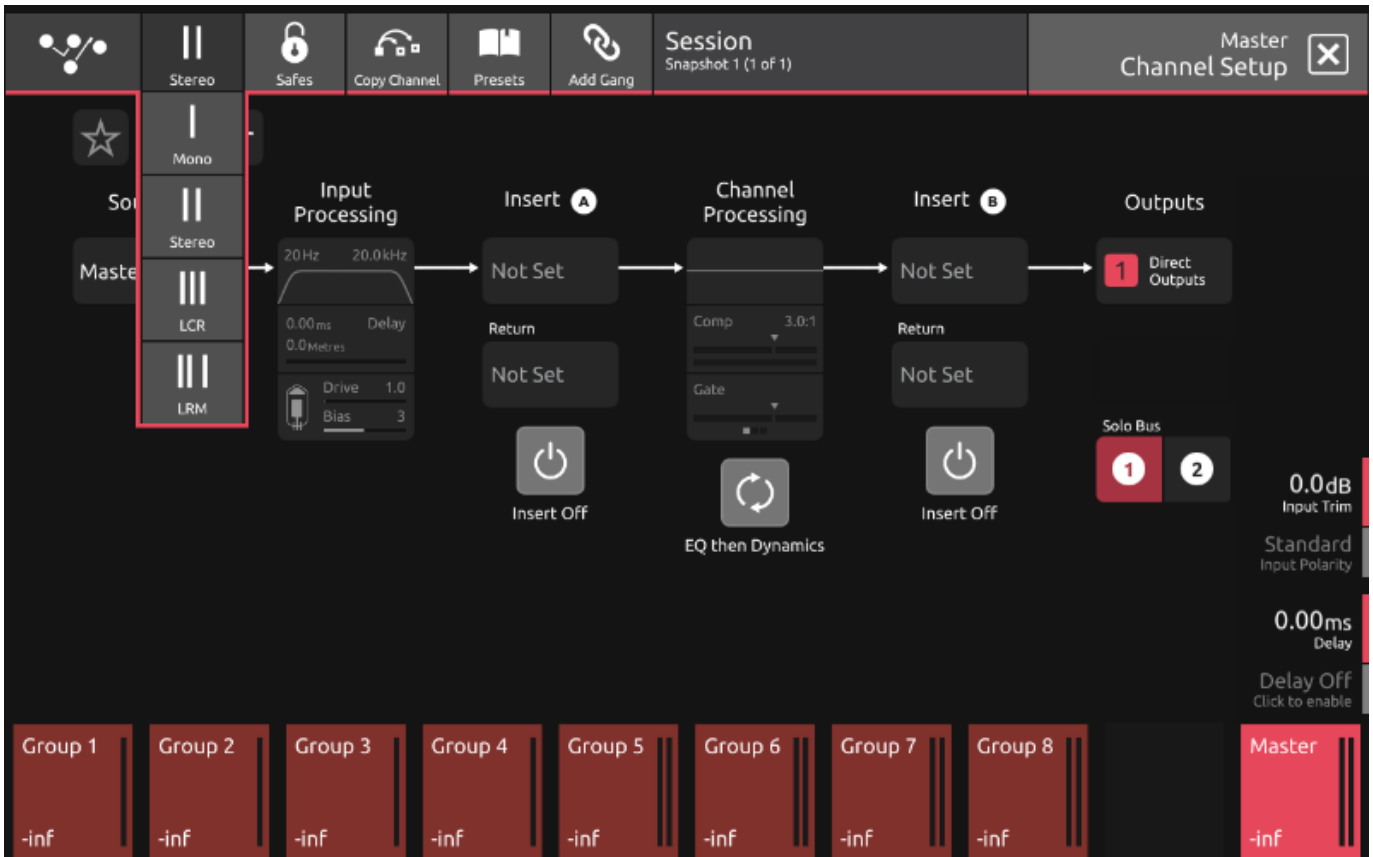 Stereo
Safes
Copy Channel
Presets
Add Gang
Session
Snapshot 1 (1 of 1)
Master
Channel Setup
Mono
Stereo
LCR
LRM
Sou
Input
Processing
Insert A
Channel
Processing
Insert B
Outputs
Maste
20Hz 20.0kHz
0.00ms Delay
0.0Metres
Drive 1.0
Bias 3
Not Set
Return
Not Set
Insert Off
Comp 3.0:1
Gate
EQ then Dynamics
Not Set
Return
Not Set
Insert Off
1 Direct
Outputs
Solo Bus
1 2
0.0dB
Input Trim
Standard
Input Polarity
0.00ms
Delay
Delay Off
Click to enable
Group 1 Group 2 Group 3 Group 4 Group 5 Group 6 Group 7 Group 8 Master
-inf -inf -inf -inf -inf -inf -inf -inf -inf